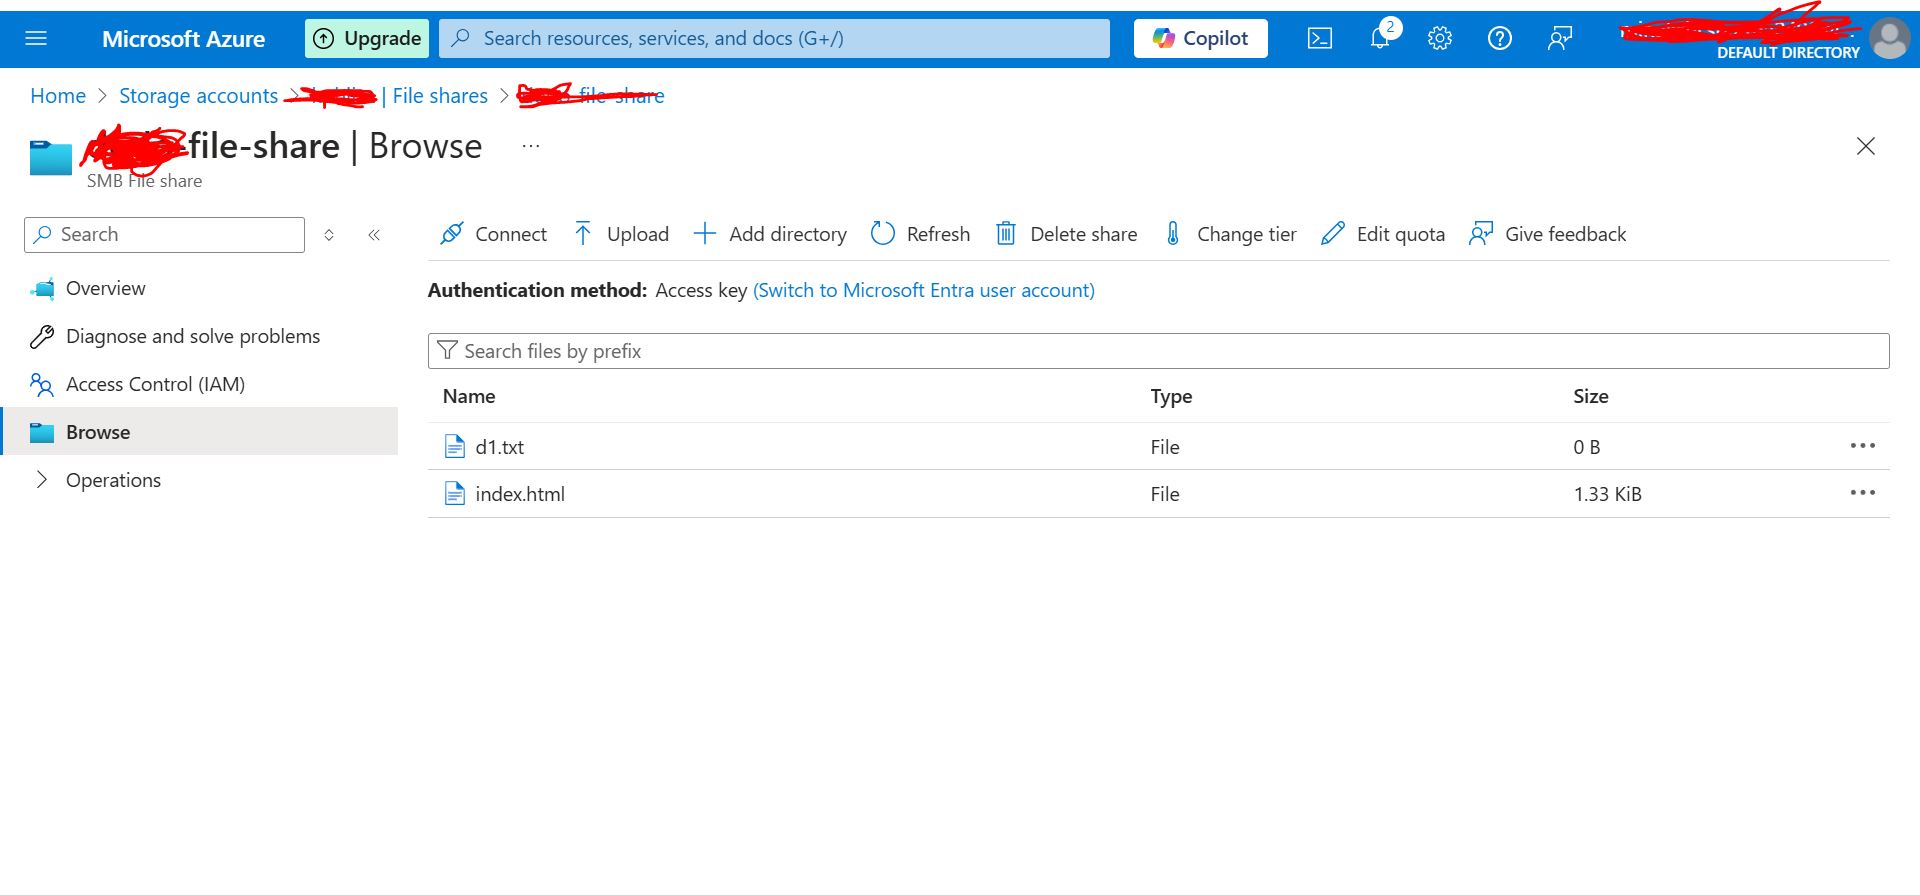 Microsoft Azure Upgrade Search resources, services, and docs (G+/) Copilot 2
DEFAULT DIRECTORY
Home > Storage accounts > | File shares > file-share
-file-share | Browse ...
SMB File share
Search
Connect Upload Add directory Refresh Delete share Change tier Edit quota Give feedback
Overview
Diagnose and solve problems
Access Control (IAM)
Browse
Operations
Authentication method: Access key (Switch to Microsoft Entra user account)
Search files by prefix
Name Type Size
d1.txt File 0 B
index.html File 1.33 KiB